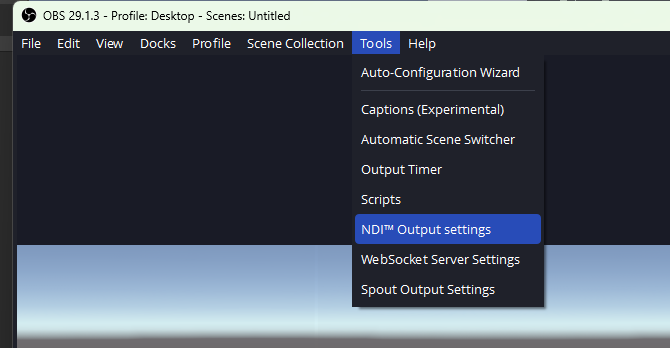 OBS 29.1.3 - Profile: Desktop - Scenes: Untitled
File Edit View Docks Profile Scene Collection Tools Help
Auto-Configuration Wizard
Captions (Experimental)
Automatic Scene Switcher
Output Timer
Scripts
NDI™ Output settings
WebSocket Server Settings
Spout Output Settings